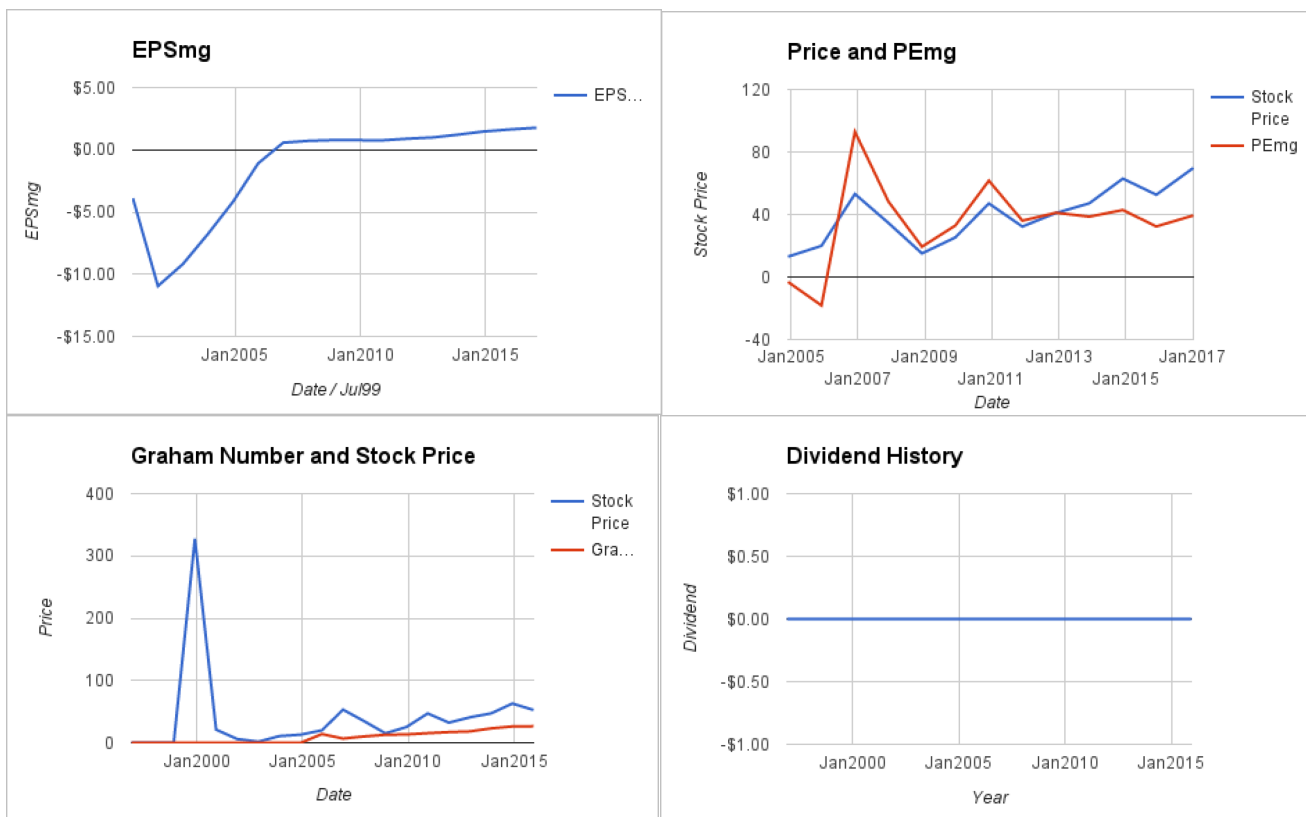 EPSmg
$5.00
$0.00
-$5.00
-$10.00
-$15.00
EPSmg
Jan2005
Jan2010
Jan2015
Date / Jul99
EPS...
Price and PEmg
120
80
40
0
-40
Stock Price
Jan2005
Jan2009
Jan2013
Jan2017
Jan2007
Jan2011
Jan2015
Date
Stock
Price
PEmg
Graham Number and Stock Price
400
300
200
100
0
Price
Jan2000
Jan2005
Jan2010
Jan2015
Date
Stock
Price
Gra...
Dividend History
$1.00
$0.50
$0.00
-$0.50
-$1.00
Dividend
Jan2000
Jan2005
Jan2010
Jan2015
Year